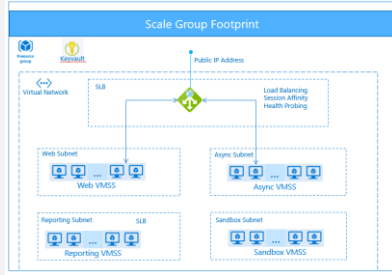 Scale Group Footprint
Resource group
Keyvault
Public IP Address
Virtual Network
SLB
Load Balancing
Session Affinity
Health Probing
Web Subnet
...
Web VMSS
Async Subnet
...
Async VMSS
Reporting Subnet
SLB
...
Reporting VMSS
Sandbox Subnet
...
Sandbox VMSS